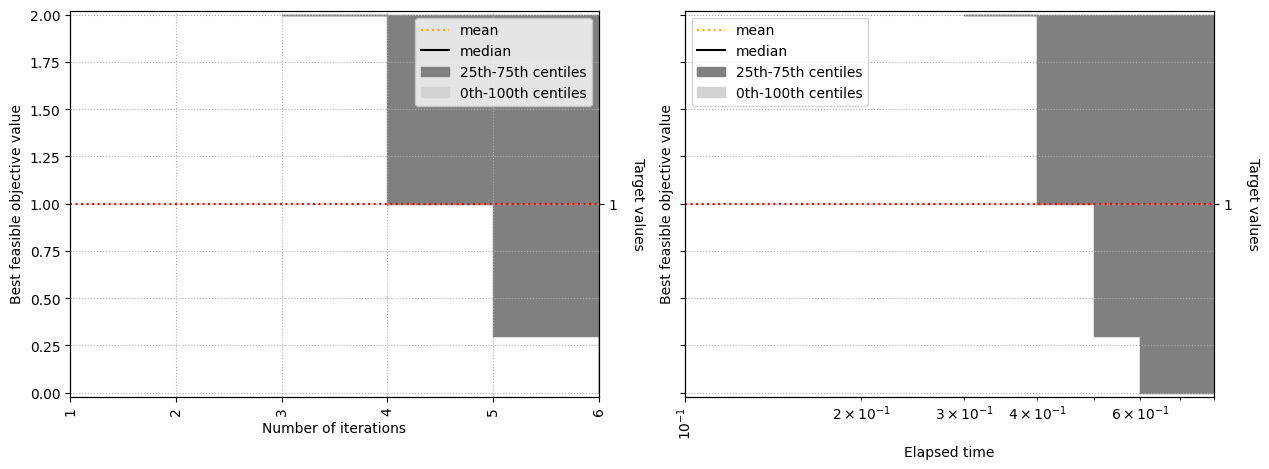 2.00
1.75
1.50
1.25
1.00
0.75
0.50
0.25
0.00
Best feasible objective value
1
2
3
4
5
6
Number of iterations
mean
median
25th-75th centiles
0th-100th centiles
1
Target values
Best feasible objective value
mean
median
25th-75th centiles
0th-100th centiles
10⁻¹
2 × 10⁻¹
3 × 10⁻¹
4 × 10⁻¹
6 × 10⁻¹
Elapsed time
1
Target values